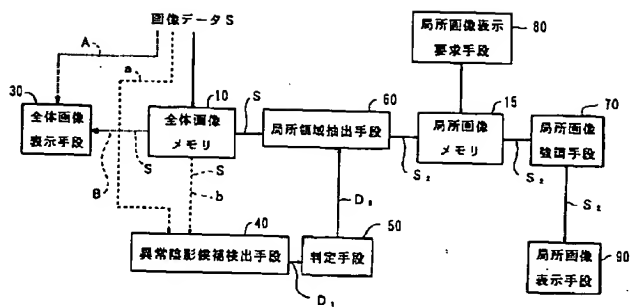 画像データS
A
a
30
全体画像
表示手段
B
S
10
全体画像
メモリ
S
b
S
60
局所領域抽出手段
S₂
80
局所画像表示
要求手段
15
局所画像
メモリ
S₂
70
局所画像
強調手段
S₂
90
局所画像
表示手段
40
異常陰影候補検出手段
D₁
50
判定手段
D₂